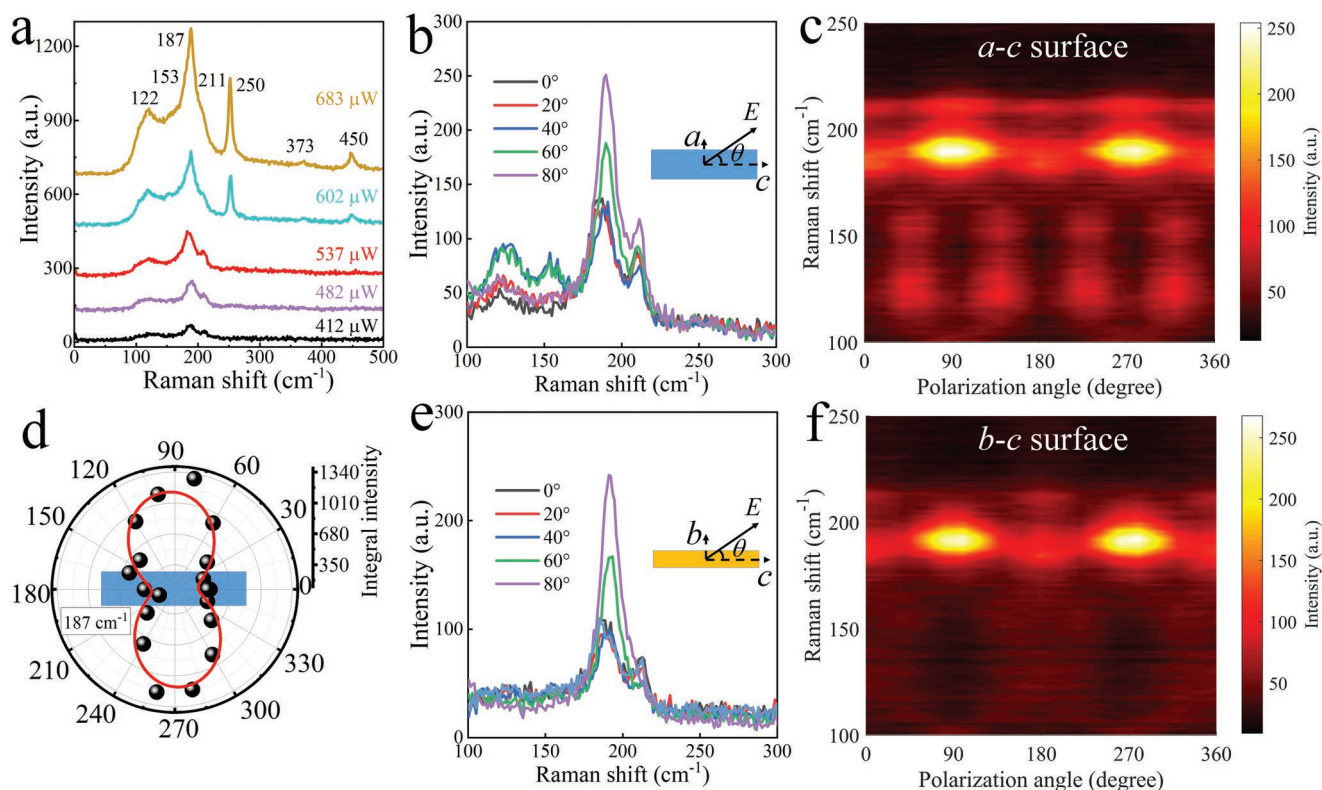 a
1200
900
600
300
0
Intensity (a.u.)
187
153
122
211
250
373
450
683 μW
602 μW
537 μW
482 μW
412 μW
0 100 200 300 400 500
Raman shift (cm⁻¹)
b
300
250
200
150
100
50
0
Intensity (a.u.)
0°
20°
40°
60°
80°
a
E
θ
c
100 150 200 250 300
Raman shift (cm⁻¹)
c
a-c surface
250
200
150
100
Raman shift (cm⁻¹)
0 90 180 270 360
Polarization angle (degree)
250
200
150
100
50
Intensity (a.u.)
d
90
60
30
0
330
300
270
240
210
180
150
120
187 cm⁻¹
1340
1010
680
350
Integral intensity
e
300
200
100
0
Intensity (a.u.)
0°
20°
40°
60°
80°
b
E
θ
c
100 150 200 250 300
Raman shift (cm⁻¹)
f
b-c surface
250
200
150
100
Raman shift (cm⁻¹)
0 90 180 270 360
Polarization angle (degree)
250
200
150
100
50
Intensity (a.u.)